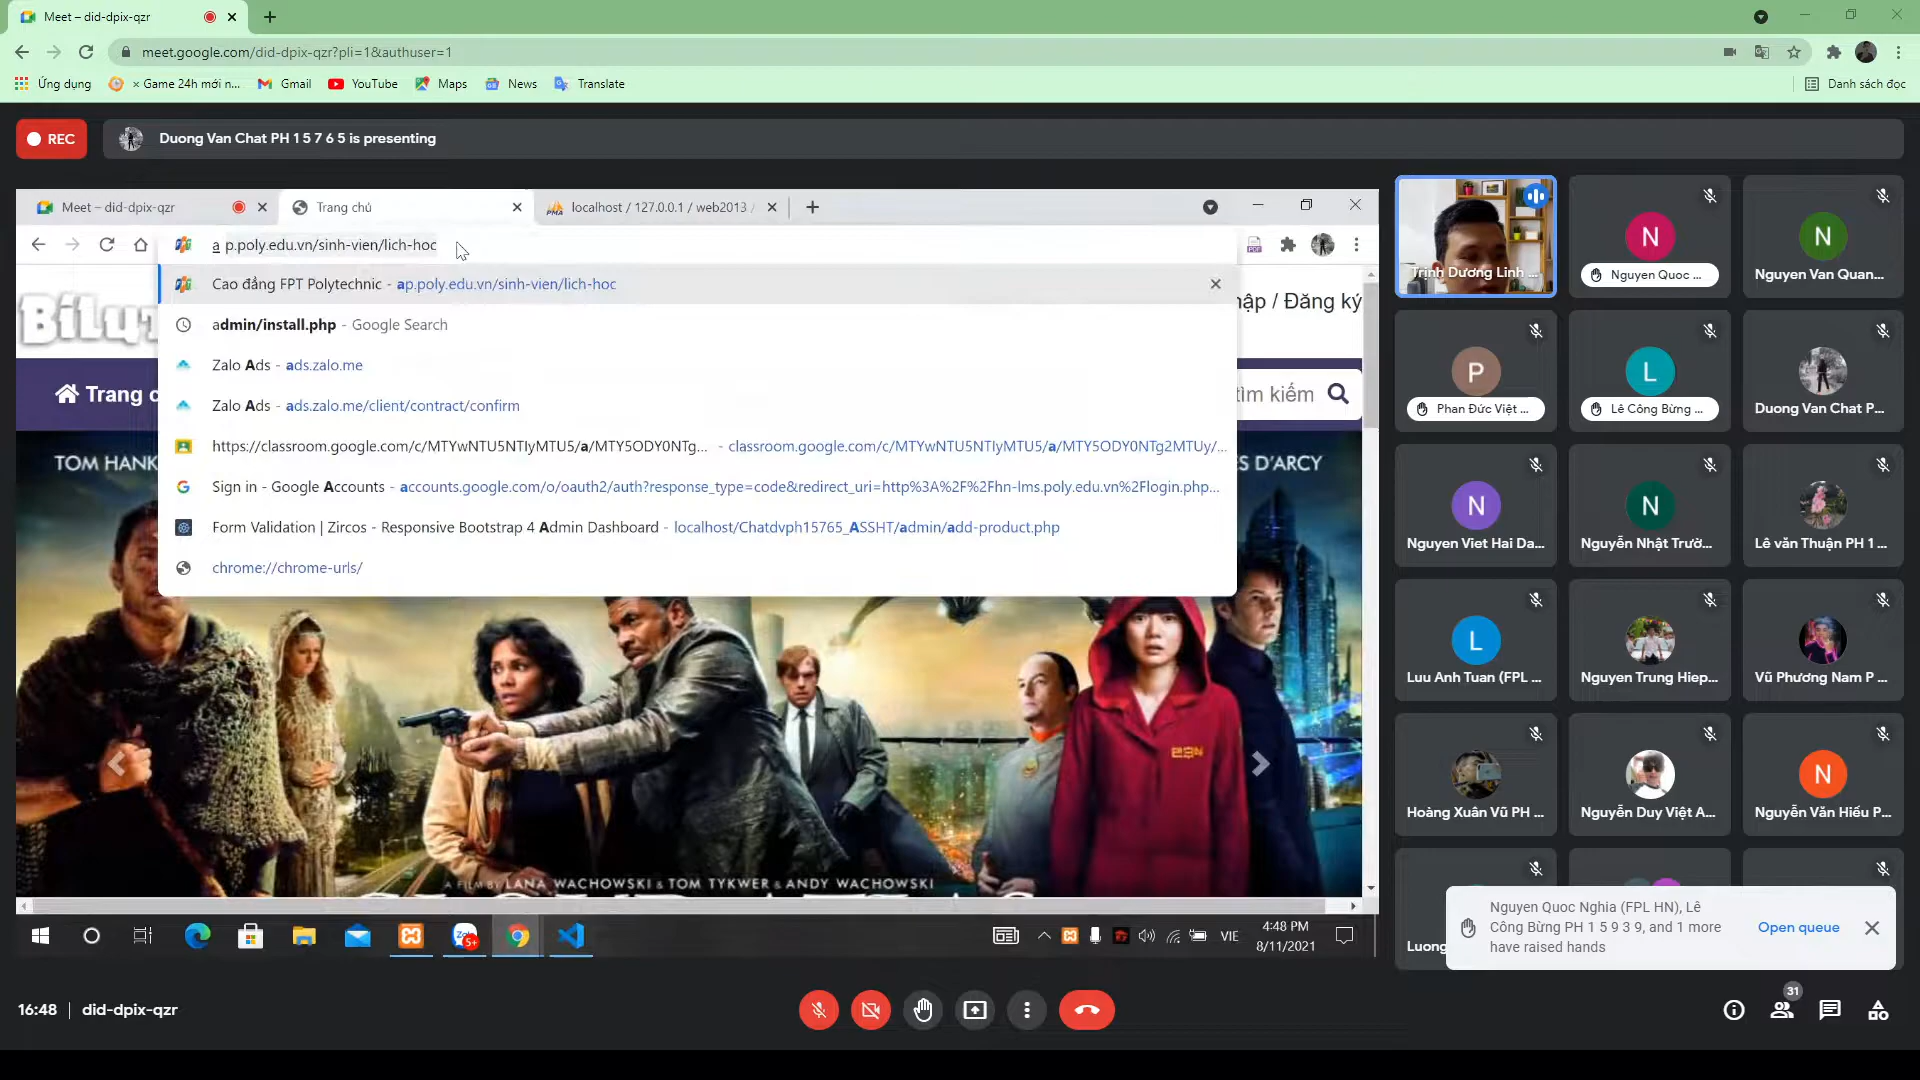 Meet – did-dpix-qzr
meet.google.com/did-dpix-qzr?pli=1&authuser=1
Ứng dụng
× Game 24h mới n...
Gmail
YouTube
Maps
News
Translate
Danh sách đọc
REC
Duong Van Chat PH 1 5 7 6 5 is presenting
Meet – did-dpix-qzr
Trang chủ
localhost / 127.0.0.1 / web2013 /
ap.poly.edu.vn/sinh-vien/lich-hoc
Cao đẳng FPT Polytechnic - ap.poly.edu.vn/sinh-vien/lich-hoc
admin/install.php - Google Search
Zalo Ads - ads.zalo.me
Zalo Ads - ads.zalo.me/client/contract/confirm
https://classroom.google.com/c/MTYwNTU5NTIyMTU5/a/MTY5ODY0NTg... - classroom.google.com/c/MTYwNTU5NTIyMTU5/a/MTY5ODY0NTg2MTUy/...
Sign in - Google Accounts - accounts.google.com/o/oauth2/auth?response_type=code&redirect_uri=http%3A%2F%2Fhn-lms.poly.edu.vn%2Flogin.php...
Form Validation | Zircos - Responsive Bootstrap 4 Admin Dashboard - localhost/Chatdvph15765_ASSHT/admin/add-product.php
chrome://chrome-urls/
/ Đăng ký
Trang
tìm kiếm
TOM HANK
D'ARCY
A FILM BY LANA WACHOWSKI & TOM TYKWER & ANDY WACHOWSKI
5+
VIE
4:48 PM
8/11/2021
Trịnh Dương Linh ...
N
Nguyen Quoc ...
N
Nguyen Van Quan...
P
Phan Đức Việt ...
L
Lê Công Bừng ...
Duong Van Chat P...
N
Nguyen Viet Hai Da...
N
Nguyễn Nhật Trườ...
Lê văn Thuận PH 1 ...
L
Luu Anh Tuan (FPL ...
Nguyen Trung Hiep...
Vũ Phương Nam P ...
Hoàng Xuân Vũ PH ...
Nguyễn Duy Việt A...
N
Nguyễn Văn Hiếu P...
Luong
Nguyen Quoc Nghia (FPL HN), Lê
Công Bừng PH 1 5 9 3 9, and 1 more
have raised hands
Open queue
16:48 | did-dpix-qzr
31